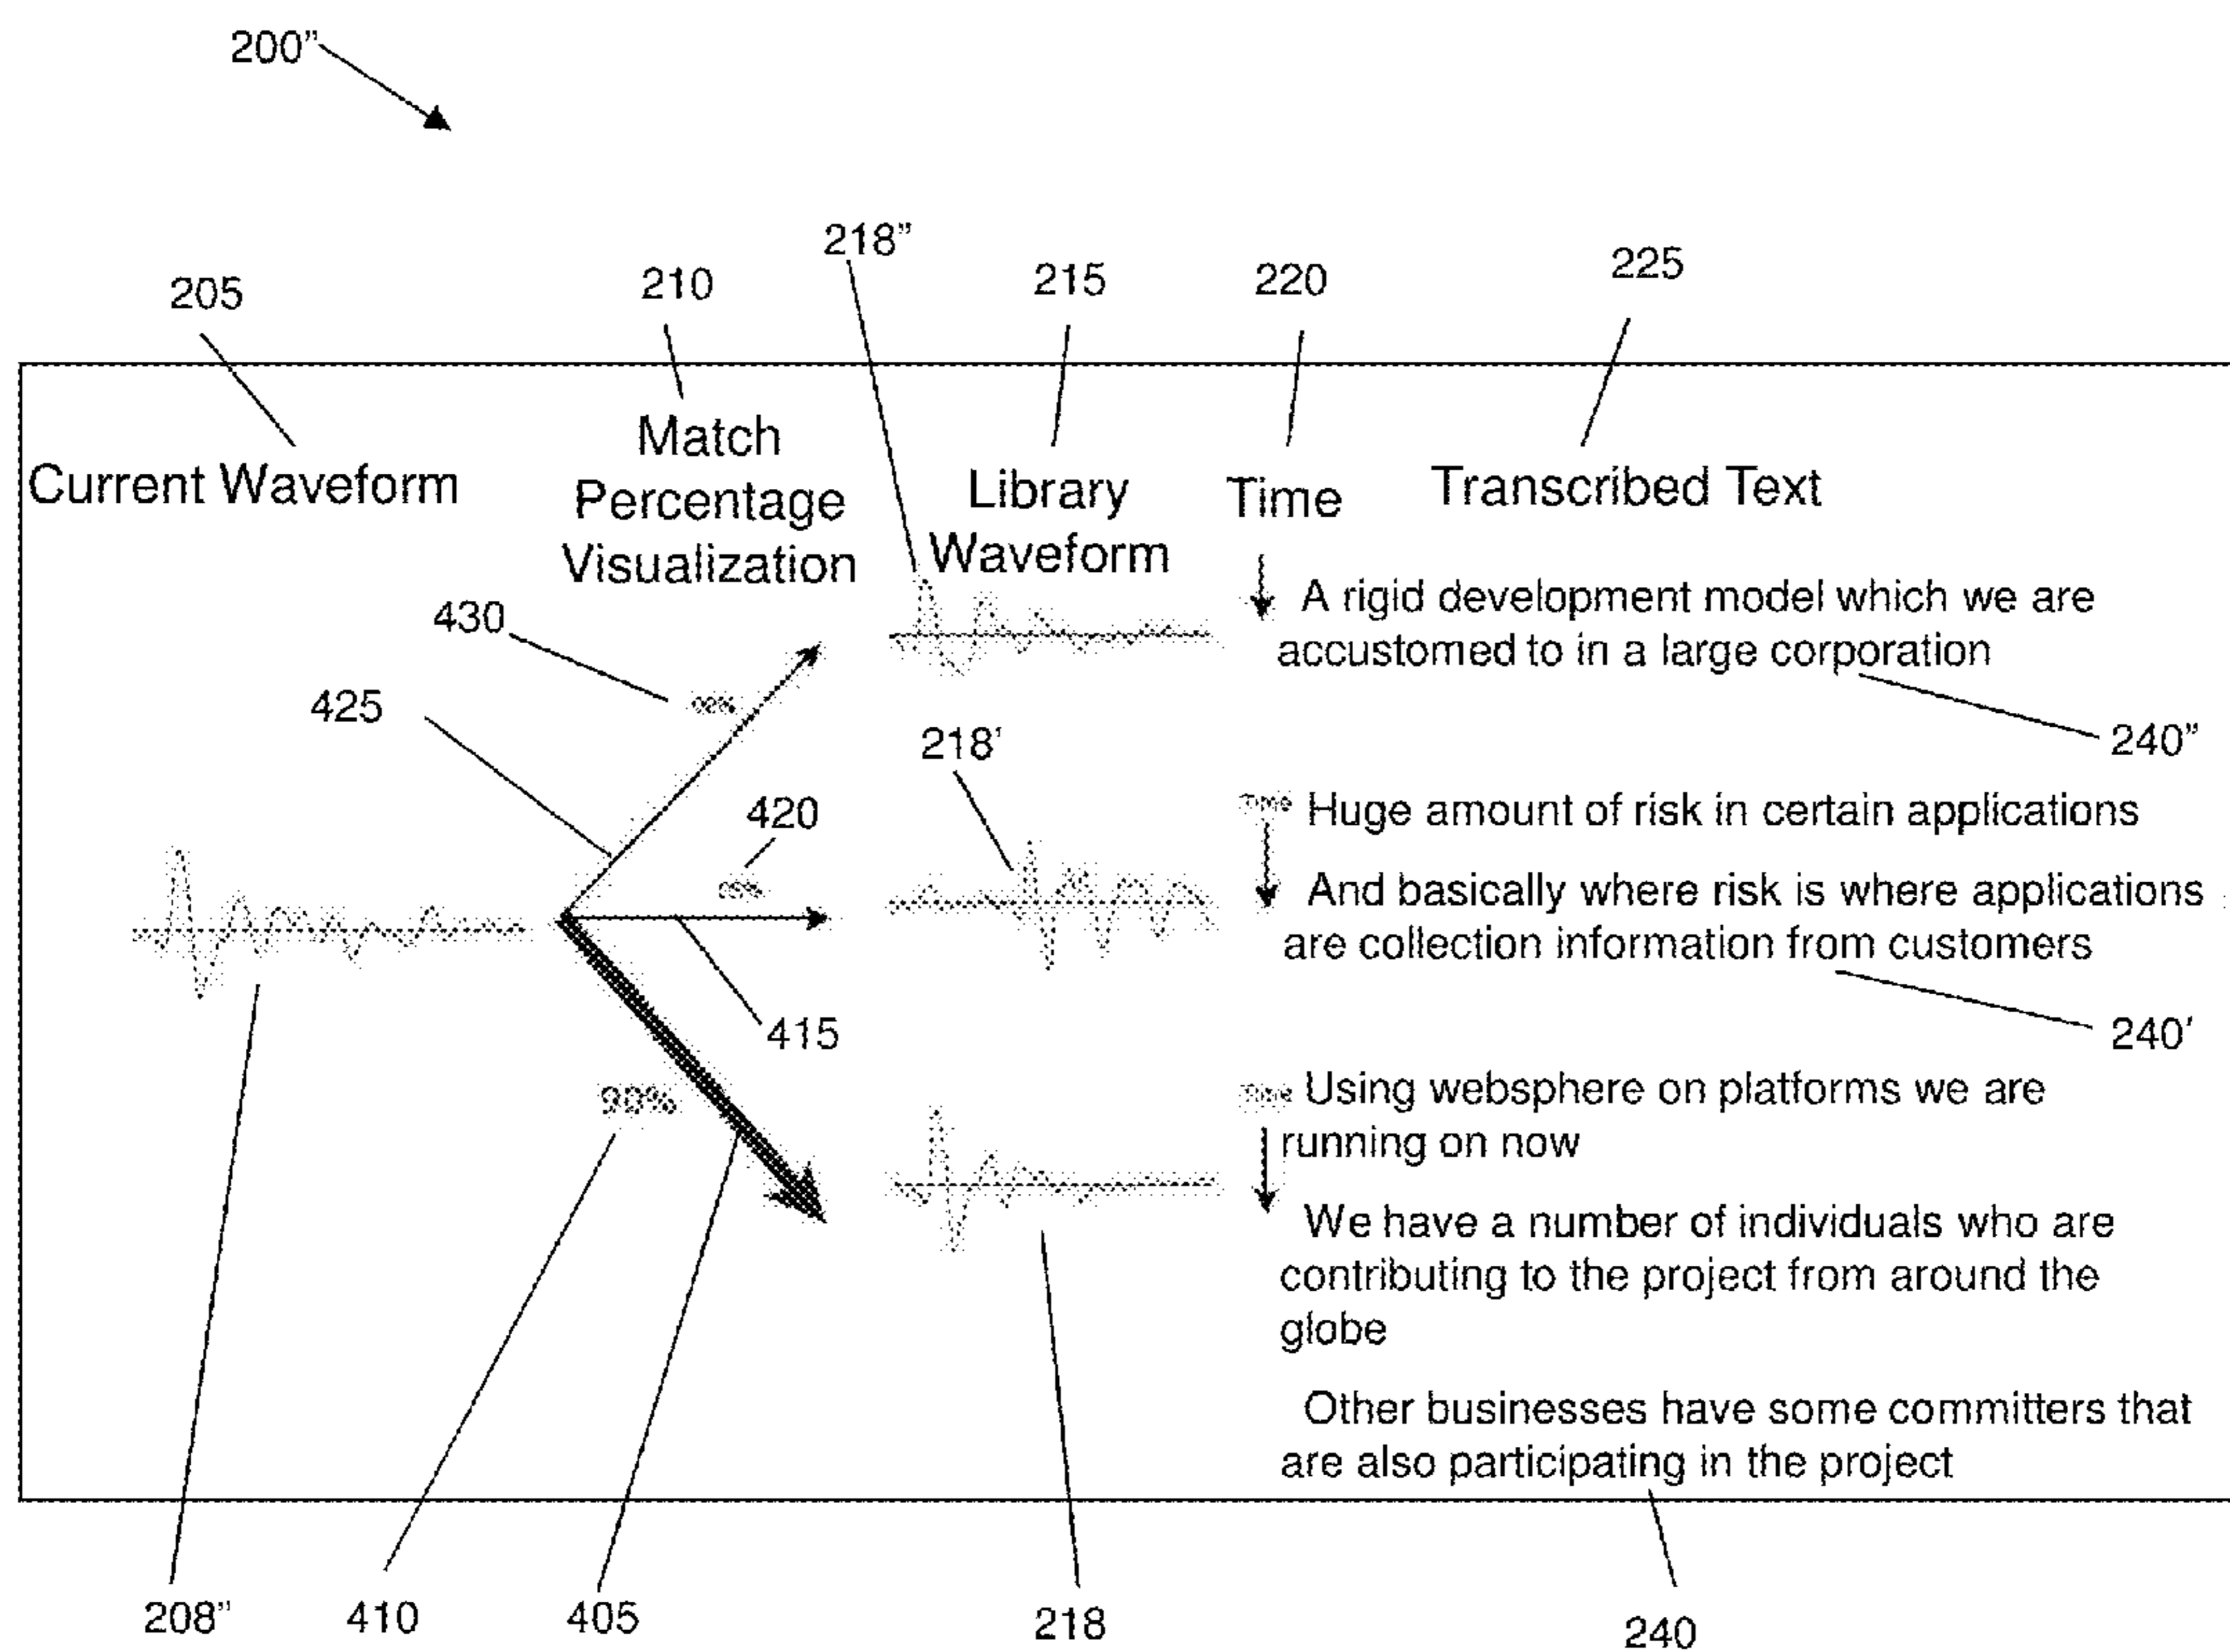 200”
218”
205
210
215
220
225
Match
Current Waveform
Percentage
Library
Time
Transcribed Text
Visualization
Waveform
430
A rigid development model which we are
accustomed to in a large corporation
425
240”
218’
420
Huge amount of risk in certain applications
And basically where risk is where applications
are collection information from customers
415
240’
Using websphere on platforms we are
running on now
We have a number of individuals who are
contributing to the project from around the
globe
Other businesses have some committers that
are also participating in the project
208”
410
405
218
240